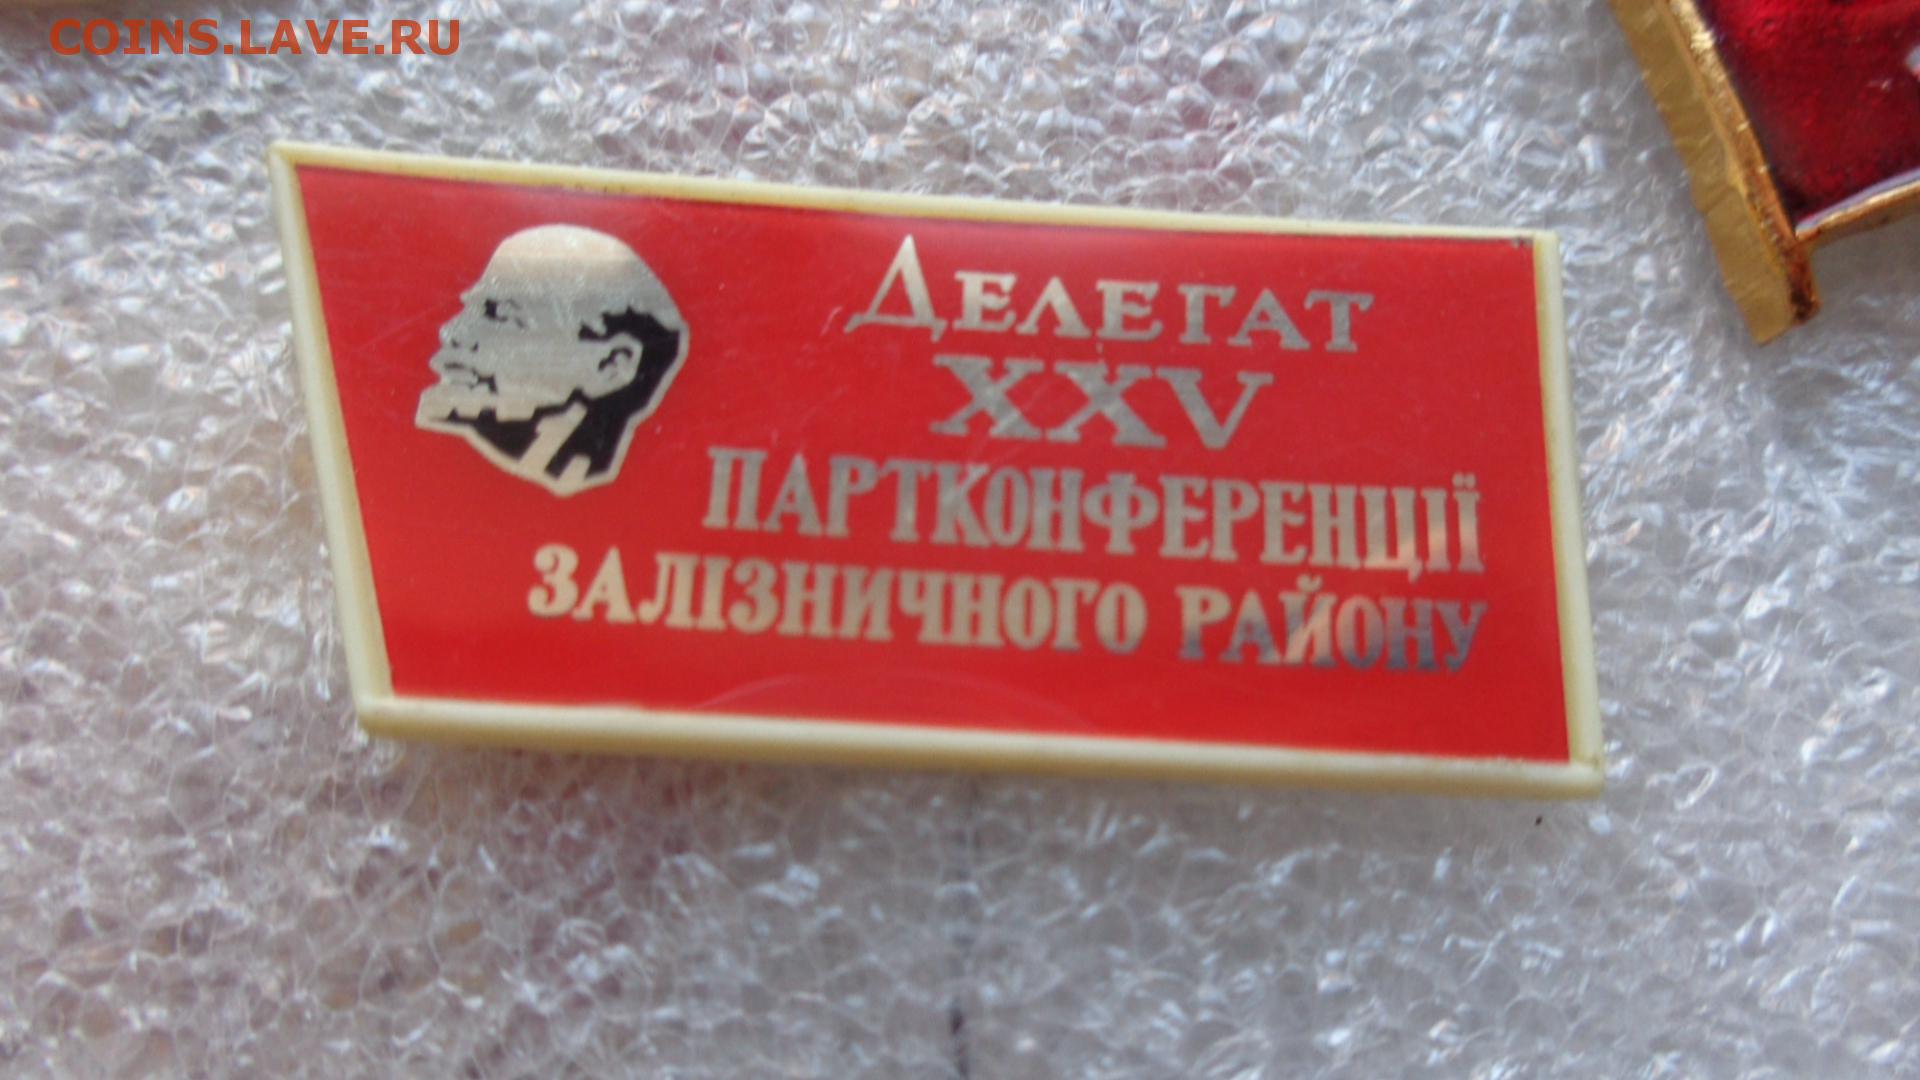 COINS.LAVE.RU
ДЕЛЕГАТ
XXV
ПАРТКОНФЕРЕНЦІЇ
ЗАЛІЗНИЧНОГО РАЙОНУ